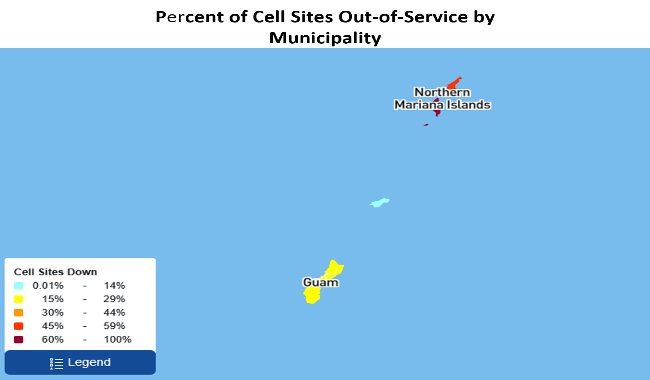 Percent of Cell Sites Out-of-Service by
Municipality
Northern
Mariana Islands
Guam
Cell Sites Down
0.01% - 14%
15% - 29%
30% - 44%
45% - 59%
60% - 100%
Legend